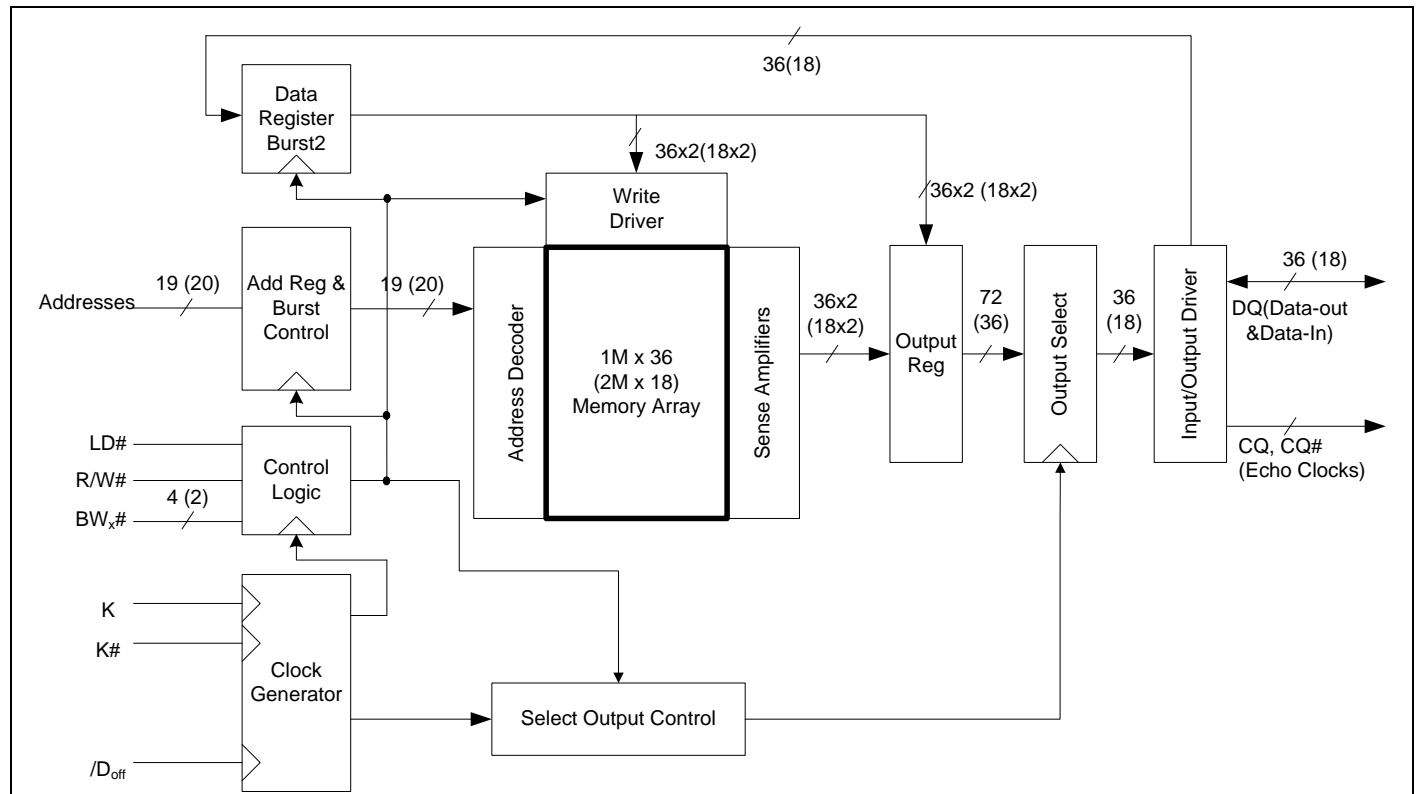 36(18)
Data
Register
Burst2
36x2(18x2)
36x2 (18x2)
Write
Driver
Addresses
19 (20)
Add Reg &
Burst
Control
19 (20)
Address Decoder
1M x 36
(2M x 18)
Memory Array
Sense Amplifiers
36x2
(18x2)
Output
Reg
72
(36)
Output Select
36
(18)
Input/Output Driver
36 (18)
DQ(Data-out
&Data-In)
CQ, CQ#
(Echo Clocks)
LD#
R/W#
BWx#
4 (2)
Control
Logic
K
K#
/Doff
Clock
Generator
Select Output Control